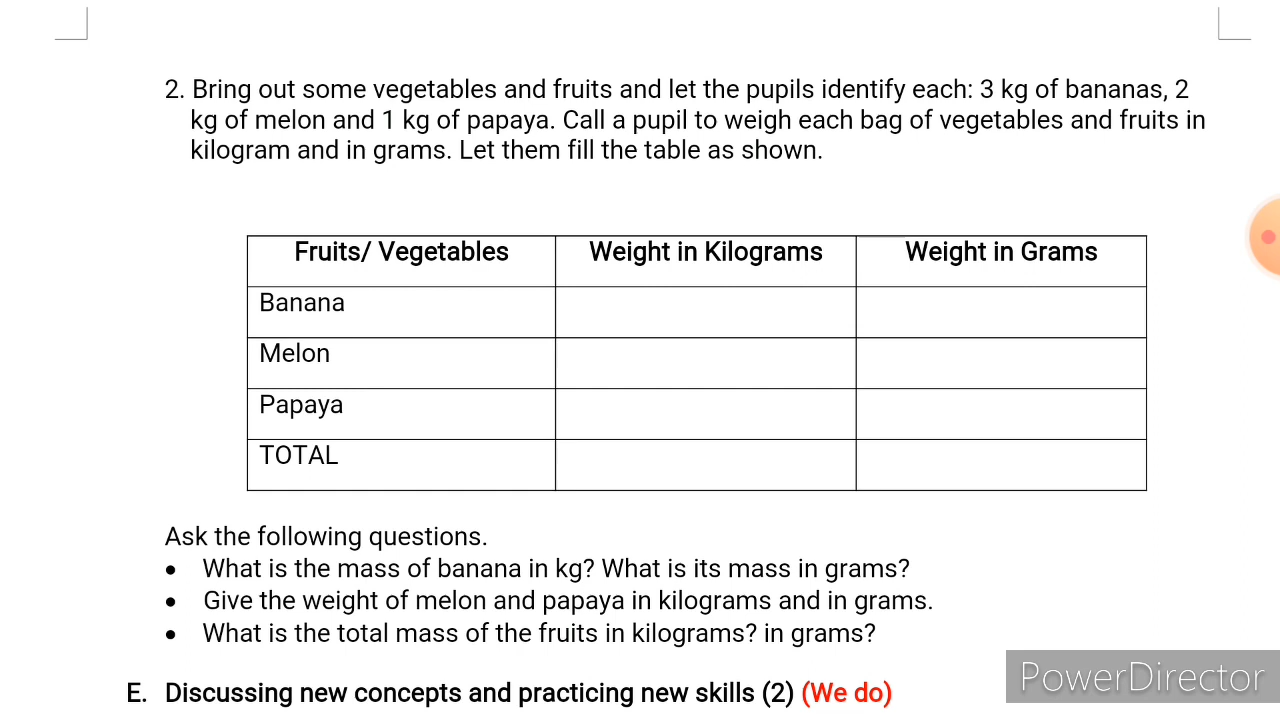 2. Bring out some vegetables and fruits and let the pupils identify each: 3 kg of bananas, 2
kg of melon and 1 kg of papaya. Call a pupil to weigh each bag of vegetables and fruits in
kilogram and in grams. Let them fill the table as shown.
Fruits/ Vegetables Weight in Kilograms Weight in Grams
Banana
Melon
Papaya
TOTAL
Ask the following questions.
• What is the mass of banana in kg? What is its mass in grams?
• Give the weight of melon and papaya in kilograms and in grams.
• What is the total mass of the fruits in kilograms? in grams?
E. Discussing new concepts and practicing new skills (2) (We do)
PowerDirector